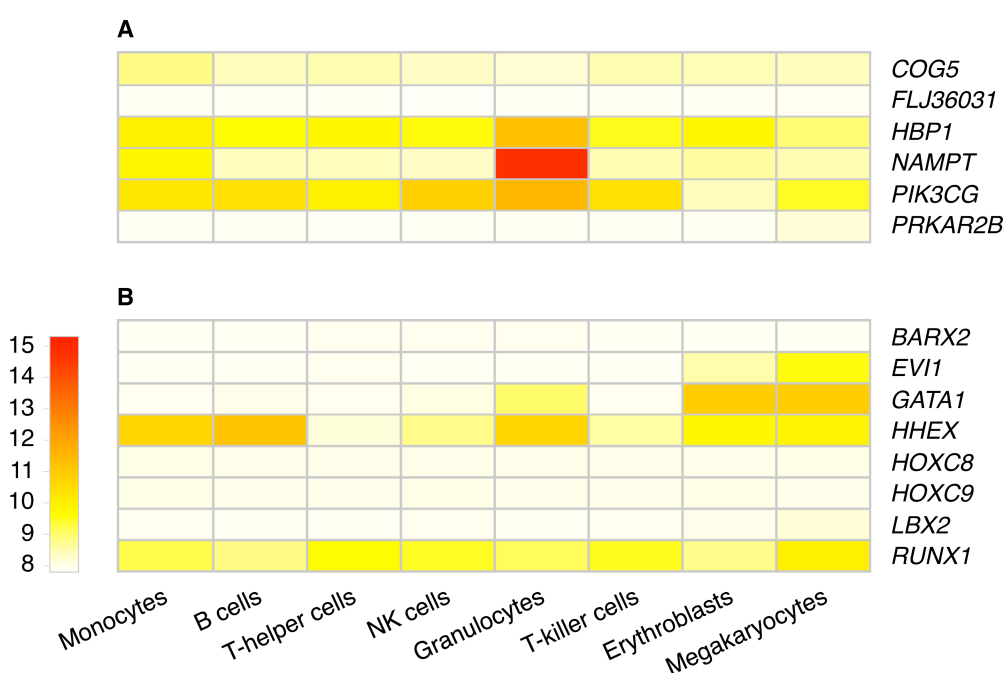 A
COG5
FLJ36031
HBP1
NAMPT
PIK3CG
PRKAR2B
B
BARX2
EVI1
GATA1
HHEX
HOXC8
HOXC9
LBX2
RUNX1
15
14
13
12
11
10
9
8
Monocytes
B cells
T-helper cells
NK cells
Granulocytes
T-killer cells
Erythroblasts
Megakaryocytes